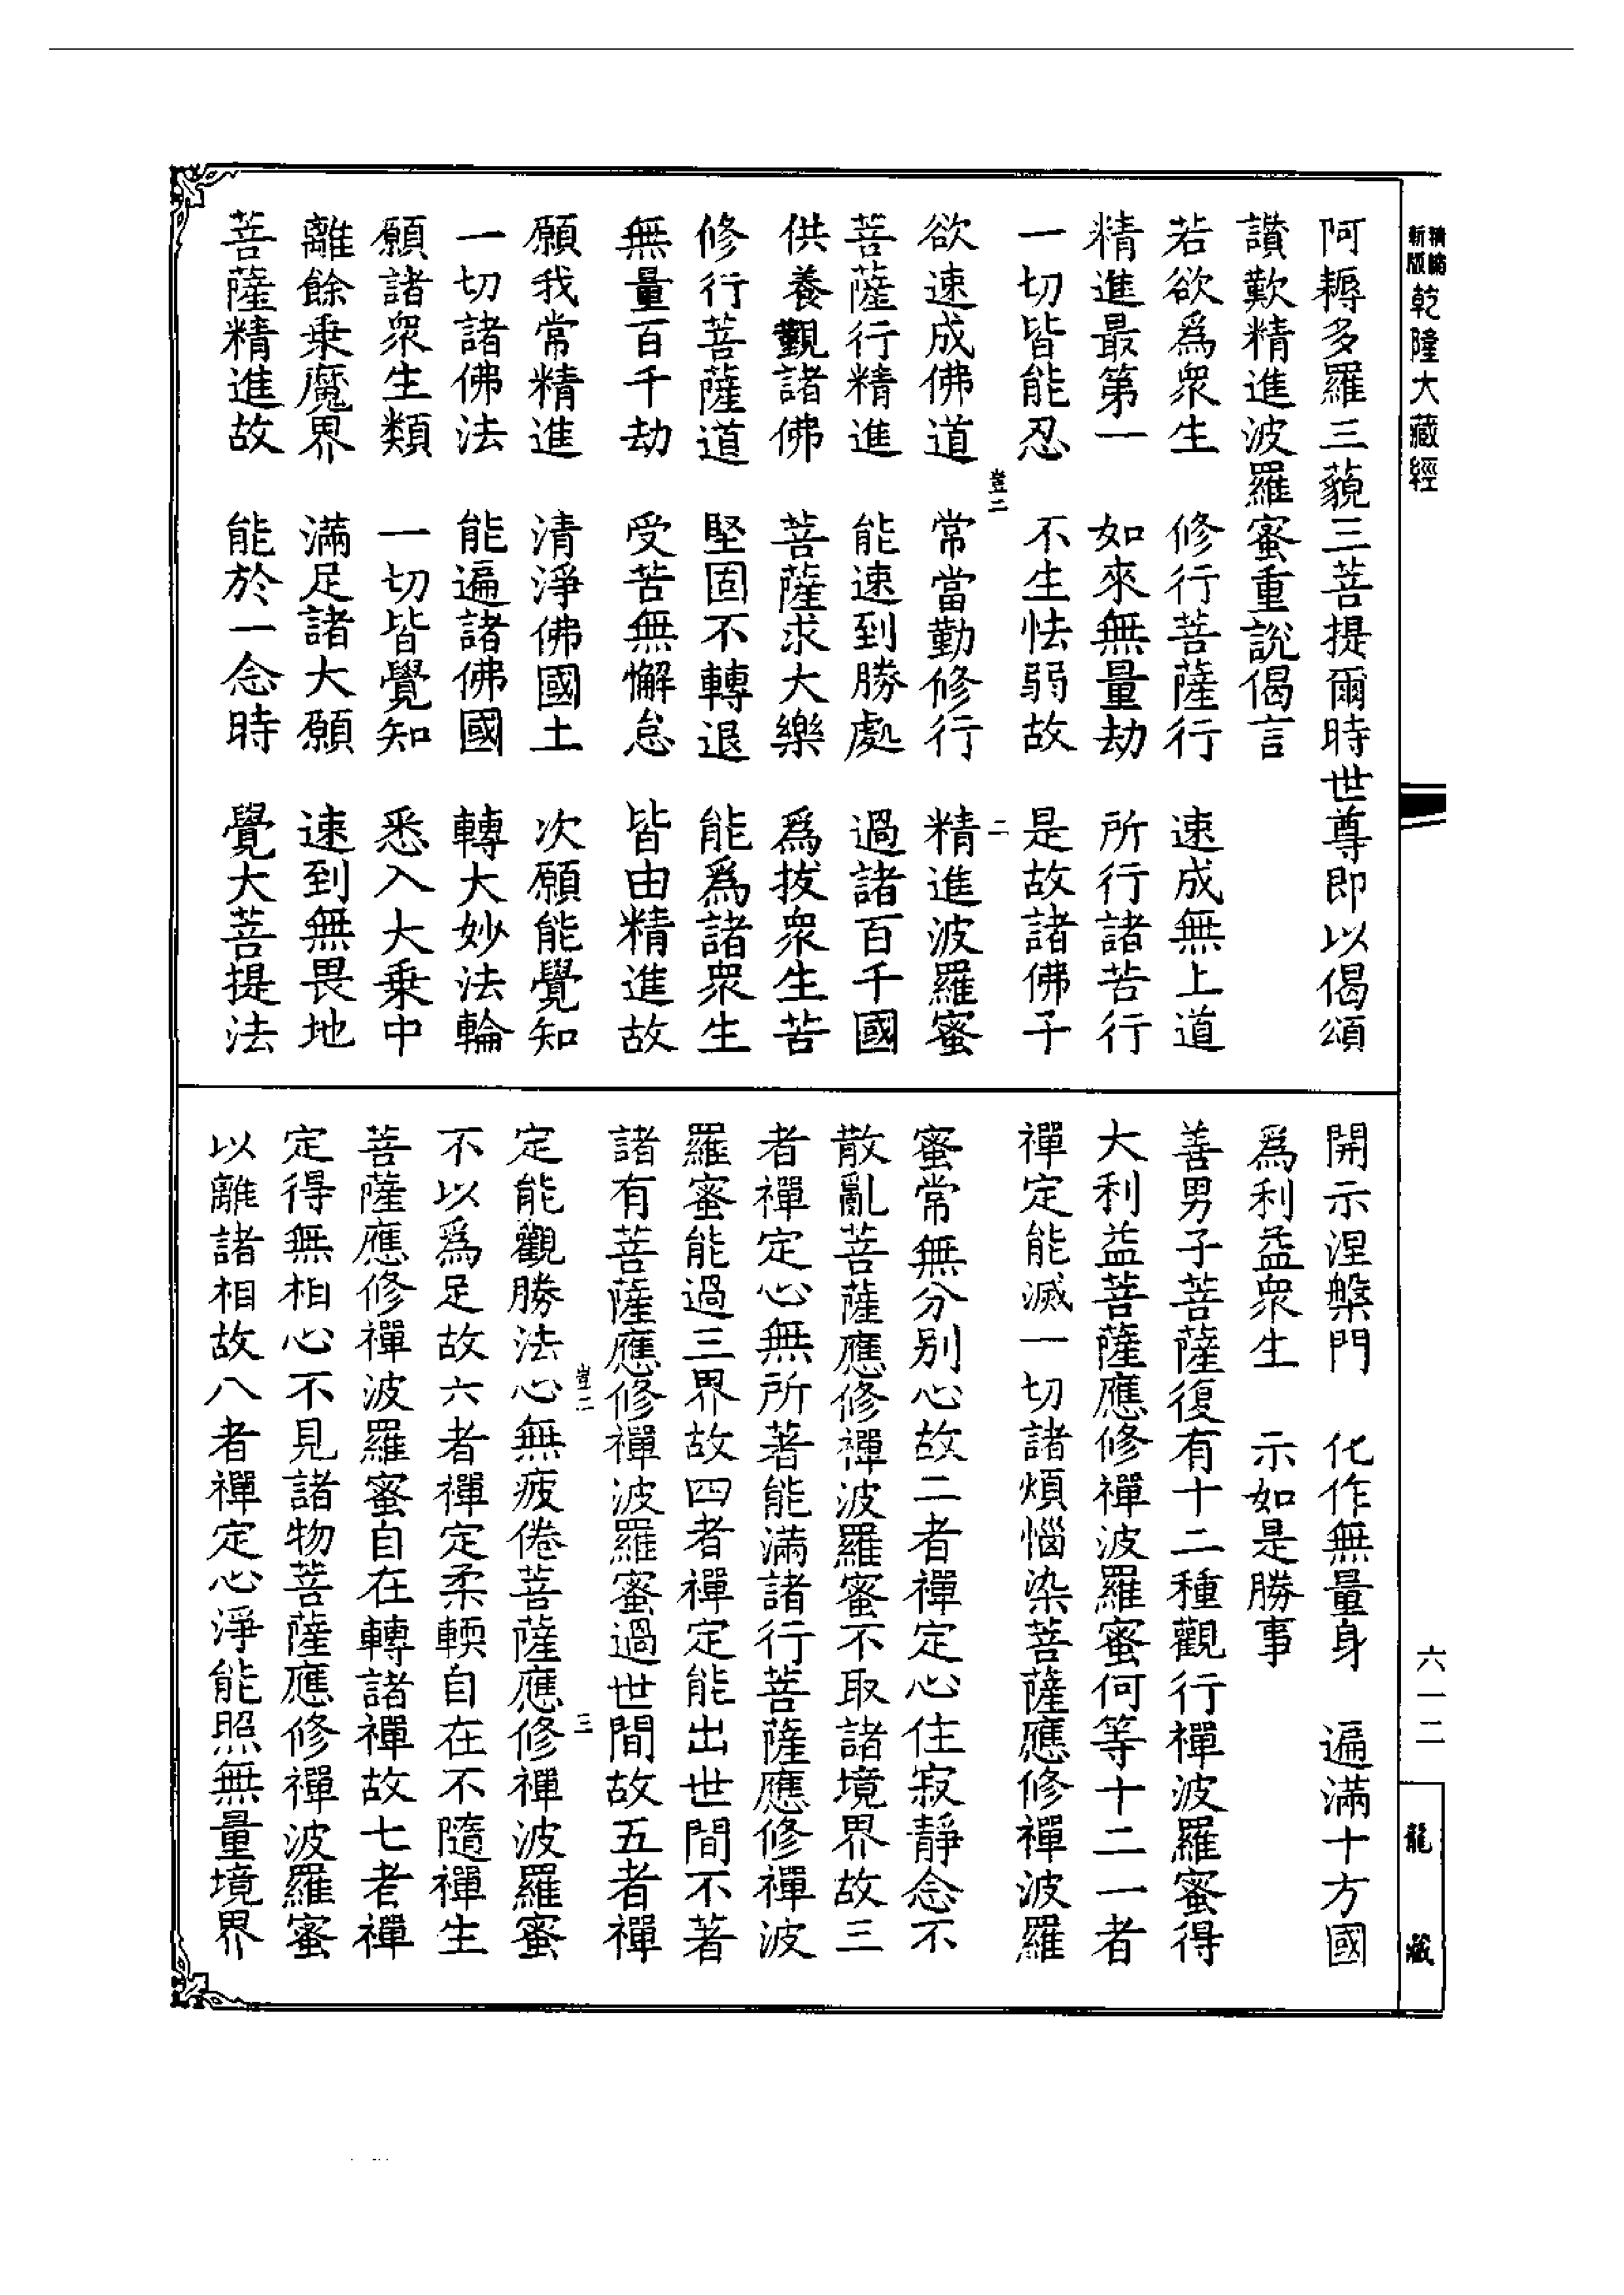 精縮
新版
乾隆大藏經
阿耨多羅三藐三菩提爾時世尊即以偈頌
讚歎精進波羅蜜重說偈言
若欲爲衆生　修行菩薩行　速成無上道
精進最第一　如來無量劫　所行諸苦行
一切皆能忍　不生怯弱故　是故諸佛子
豈二　二
欲速成佛道　常當勤修行　精進波羅蜜
菩薩行精進　能速到勝處　過諸百千國
供養觀諸佛　菩薩求大樂　爲拔衆生苦
修行菩薩道　堅固不轉退　能爲諸衆生
無量百千劫　受苦無懈怠　皆由精進故
願我常精進　清淨佛國土　次願能覺知
一切諸佛法　能遍諸佛國　轉大妙法輪
願諸衆生類　一切皆覺知　悉入大乗中
離餘乗魔界　滿足諸大願　速到無畏地
菩薩精進故　能於一念時　覺大菩提法
開示涅槃門　化作無量身　遍滿十方國
爲利益衆生　示如是勝事
善男子菩薩復有十二種觀行禪波羅蜜得
大利益菩薩應修禪波羅蜜何等十二一者
禪定能滅一切諸煩惱染菩薩應修禪波羅
蜜常無分別心故二者禪定心住寂靜念不
散亂菩薩應修禪波羅蜜不取諸境界故三
者禪定心無所著能滿諸行菩薩應修禪波
羅蜜能過三界故四者禪定能出世間不著
諸有菩薩應修禪波羅蜜過世間故五者禪
豈二　三
定能觀勝法心無疲倦菩薩應修禪波羅蜜
不以爲足故六者禪定柔輭自在不隨禪生
菩薩應修禪波羅蜜自在轉諸禪故七者禪
定得無相心不見諸物菩薩應修禪波羅蜜
以離諸相故八者禪定心淨能照無量境界
六一二
龍藏